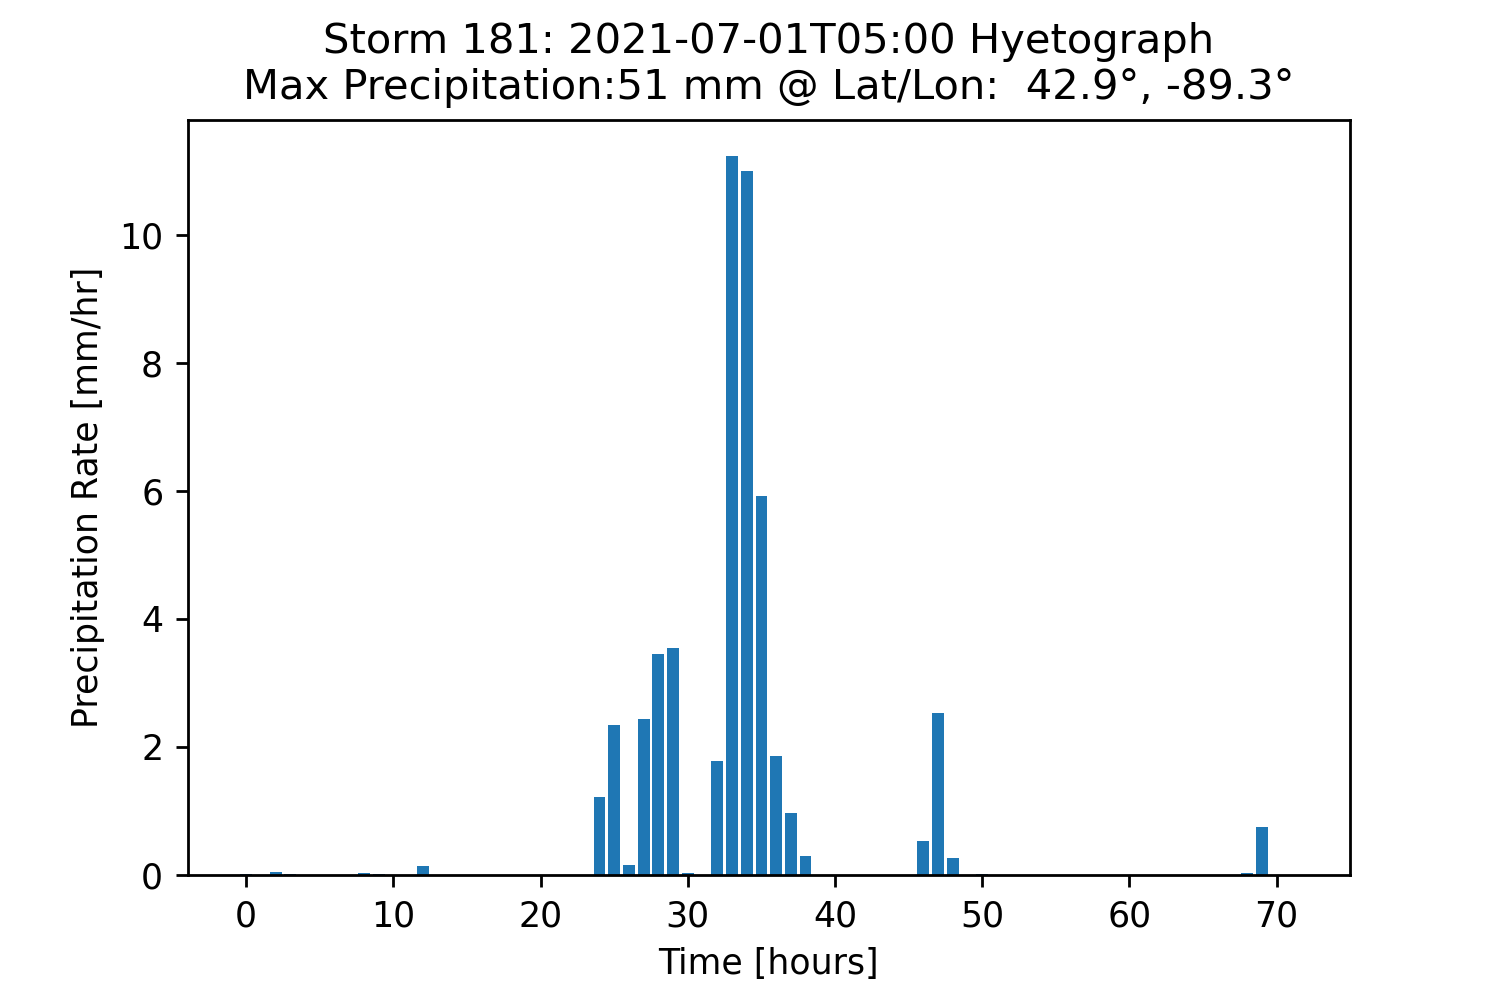 Storm 181: 2021-07-01T05:00 Hyetograph
Max Precipitation:51 mm @ Lat/Lon:  42.9°, -89.3°
Precipitation Rate [mm/hr]
10
8
6
4
2
0
0 10 20 30 40 50 60 70
Time [hours]